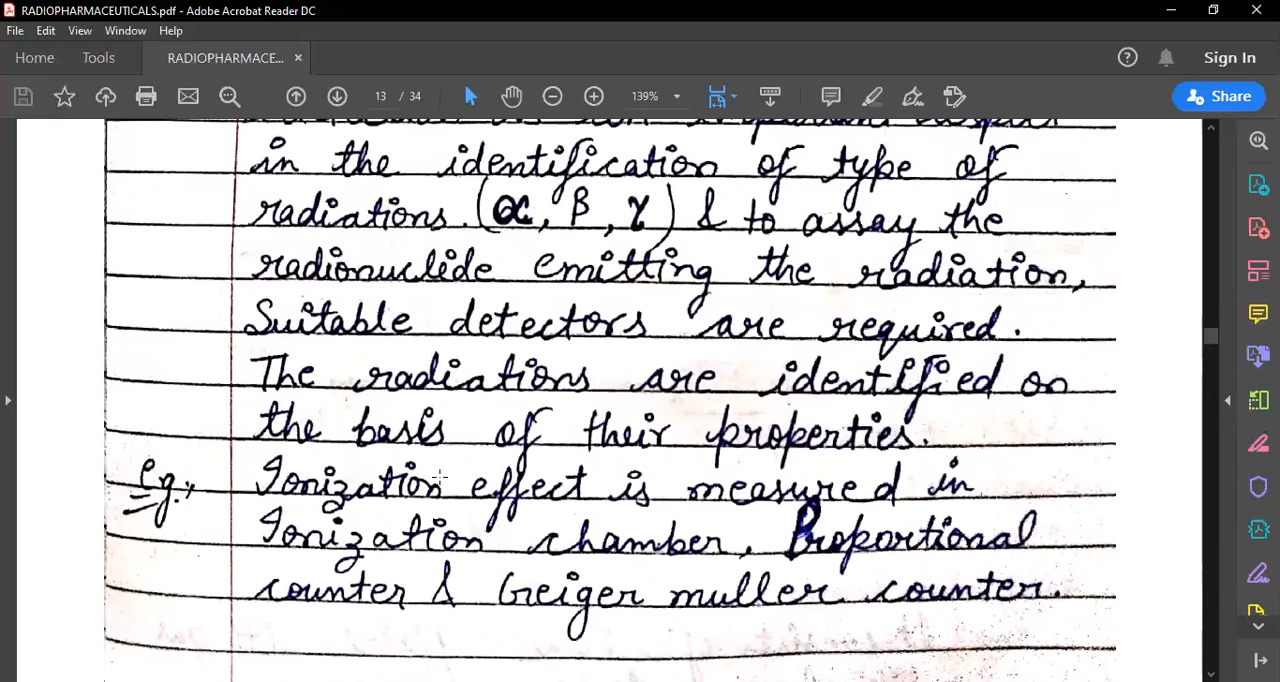 RADIOPHARMACEUTICALS.pdf - Adobe Acrobat Reader DC
File Edit View Window Help
Home Tools RADIOPHARMACE... × Sign In
13 / 34 139% Share
in the identification of type of
radiations. (α, β, γ) & to assay the
radionuclide emitting the radiation,
Suitable detectors are required.
The radiations are identified on
the basis of their properties.
eg:, Ionization effect is measured in
Ionization chamber, Proportional
counter & Geiger muller counter.